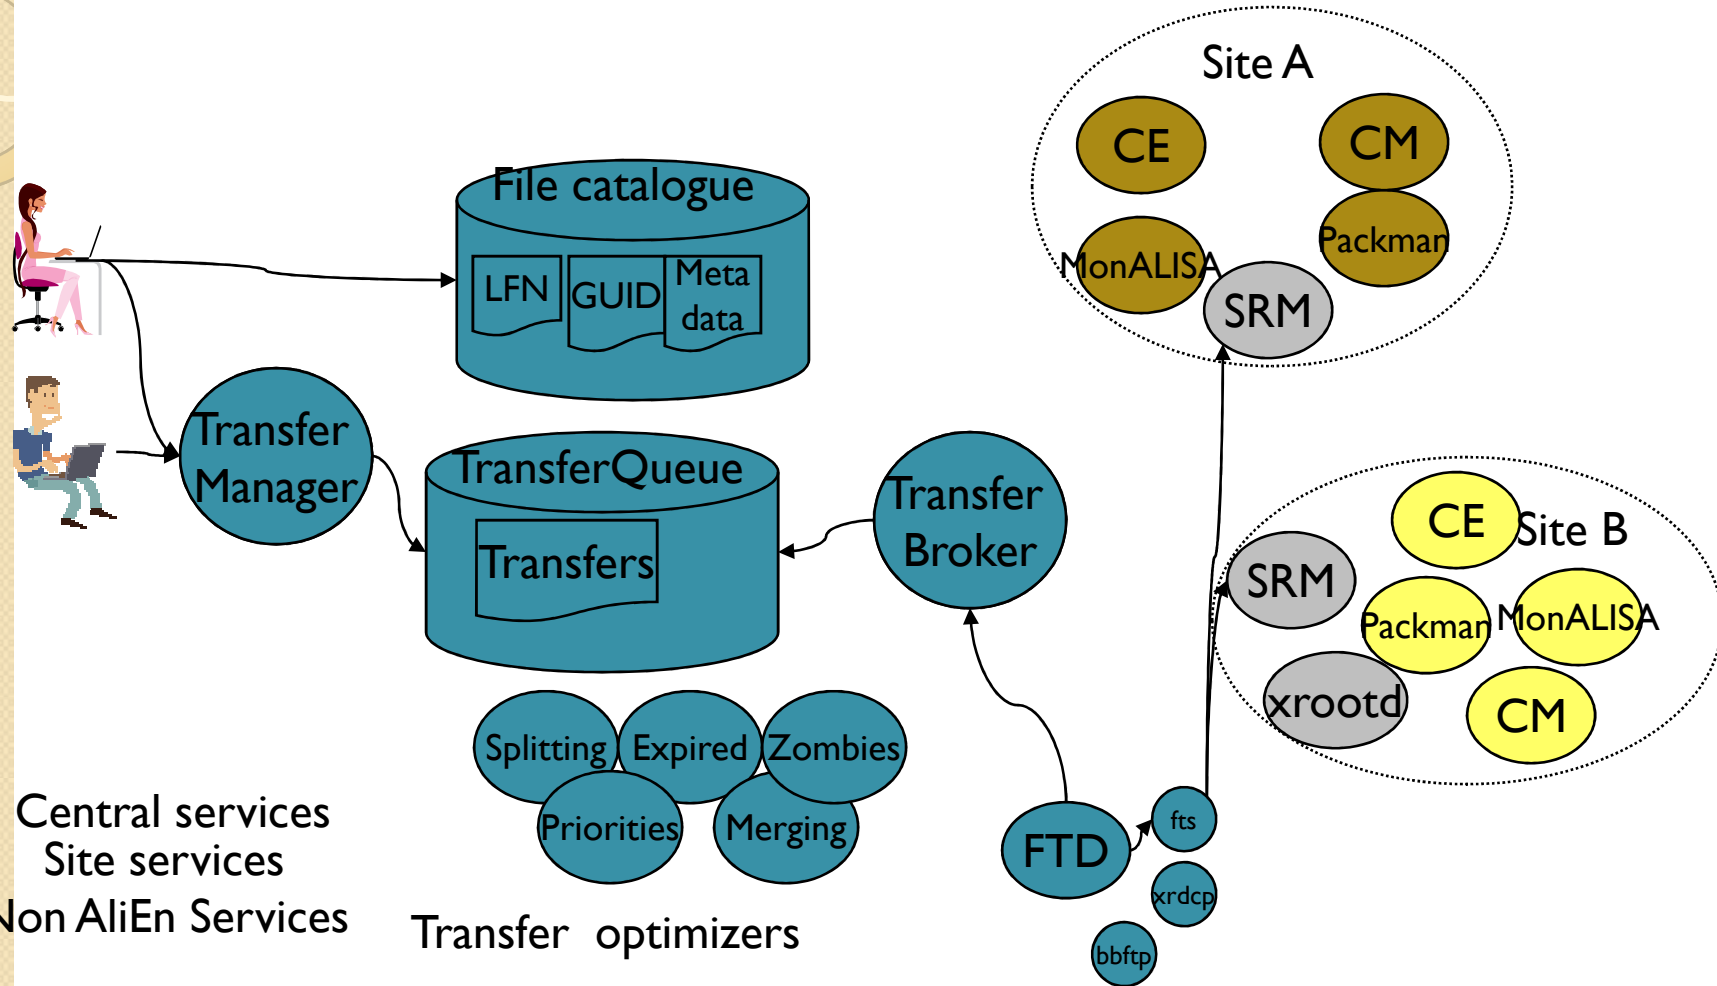 Site A
CE
CM
MonALISA
Packman
SRM
File catalogue
LFN
GUID
Meta
data
Transfer
Manager
TransferQueue
Transfers
Transfer
Broker
CE
Site B
SRM
Packman
MonALISA
xrootd
CM
Splitting
Expired
Zombies
Priorities
Merging
Transfer optimizers
FTD
fts
xrdcp
bbftp
Central services
Site services
Non AliEn Services